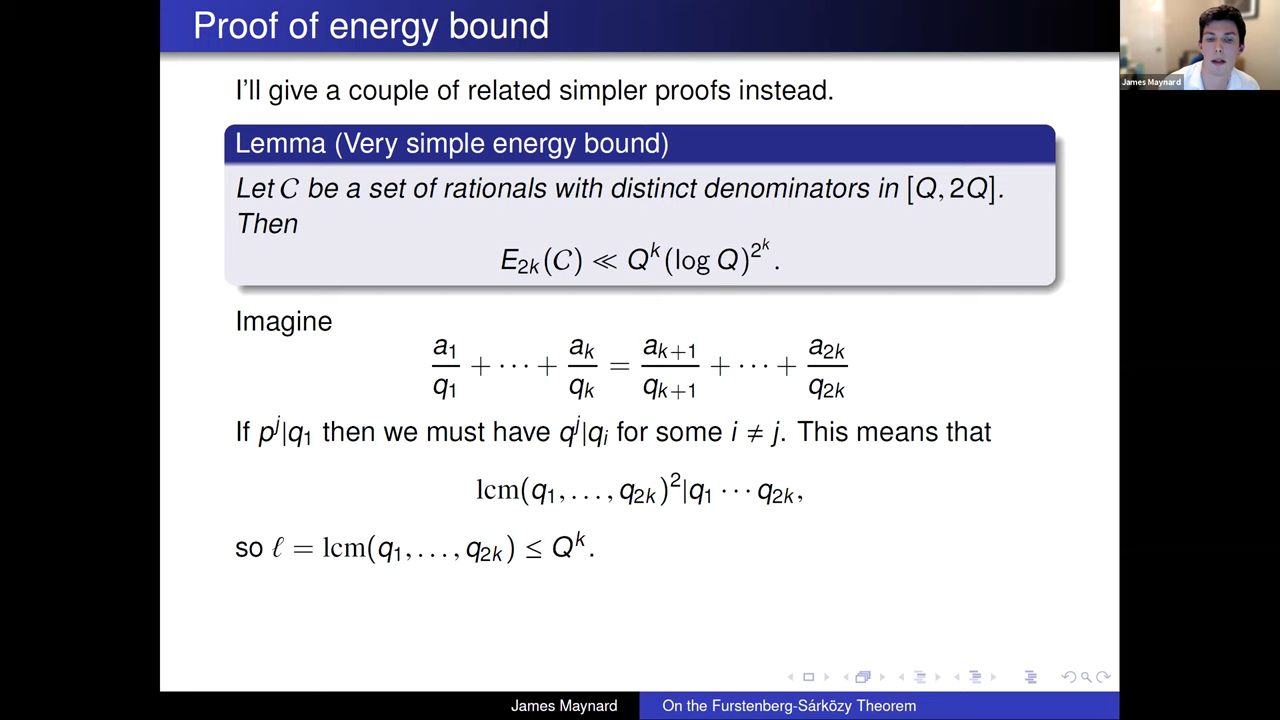 Proof of energy bound
James Maynard
I'll give a couple of related simpler proofs instead.
Lemma (Very simple energy bound)
Let C be a set of rationals with distinct denominators in [Q, 2Q].
Then
E_{2k}(C) ≪ Q^k(log Q)^{2^k}.
Imagine
a_1/q_1 + ··· + a_k/q_k = a_{k+1}/q_{k+1} + ··· + a_{2k}/q_{2k}
If p^j|q_1 then we must have q^j|q_i for some i ≠ j. This means that
lcm(q_1, . . . , q_{2k})^2|q_1 ··· q_{2k},
so ℓ = lcm(q_1, . . . , q_{2k}) ≤ Q^k.
James Maynard
On the Furstenberg-Sárközy Theorem